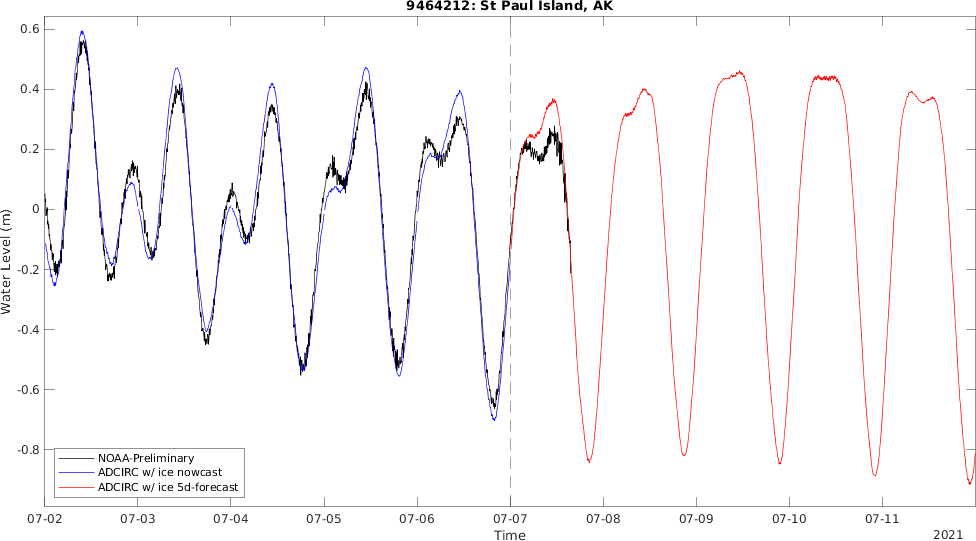 9464212: St Paul Island, AK
0.6
0.4
0.2
0
-0.2
-0.4
-0.6
-0.8
Water Level (m)
NOAA-Preliminary
ADCIRC w/ ice nowcast
ADCIRC w/ ice 5d-forecast
07-02 07-03 07-04 07-05 07-06 07-07 07-08 07-09 07-10 07-11
Time
2021